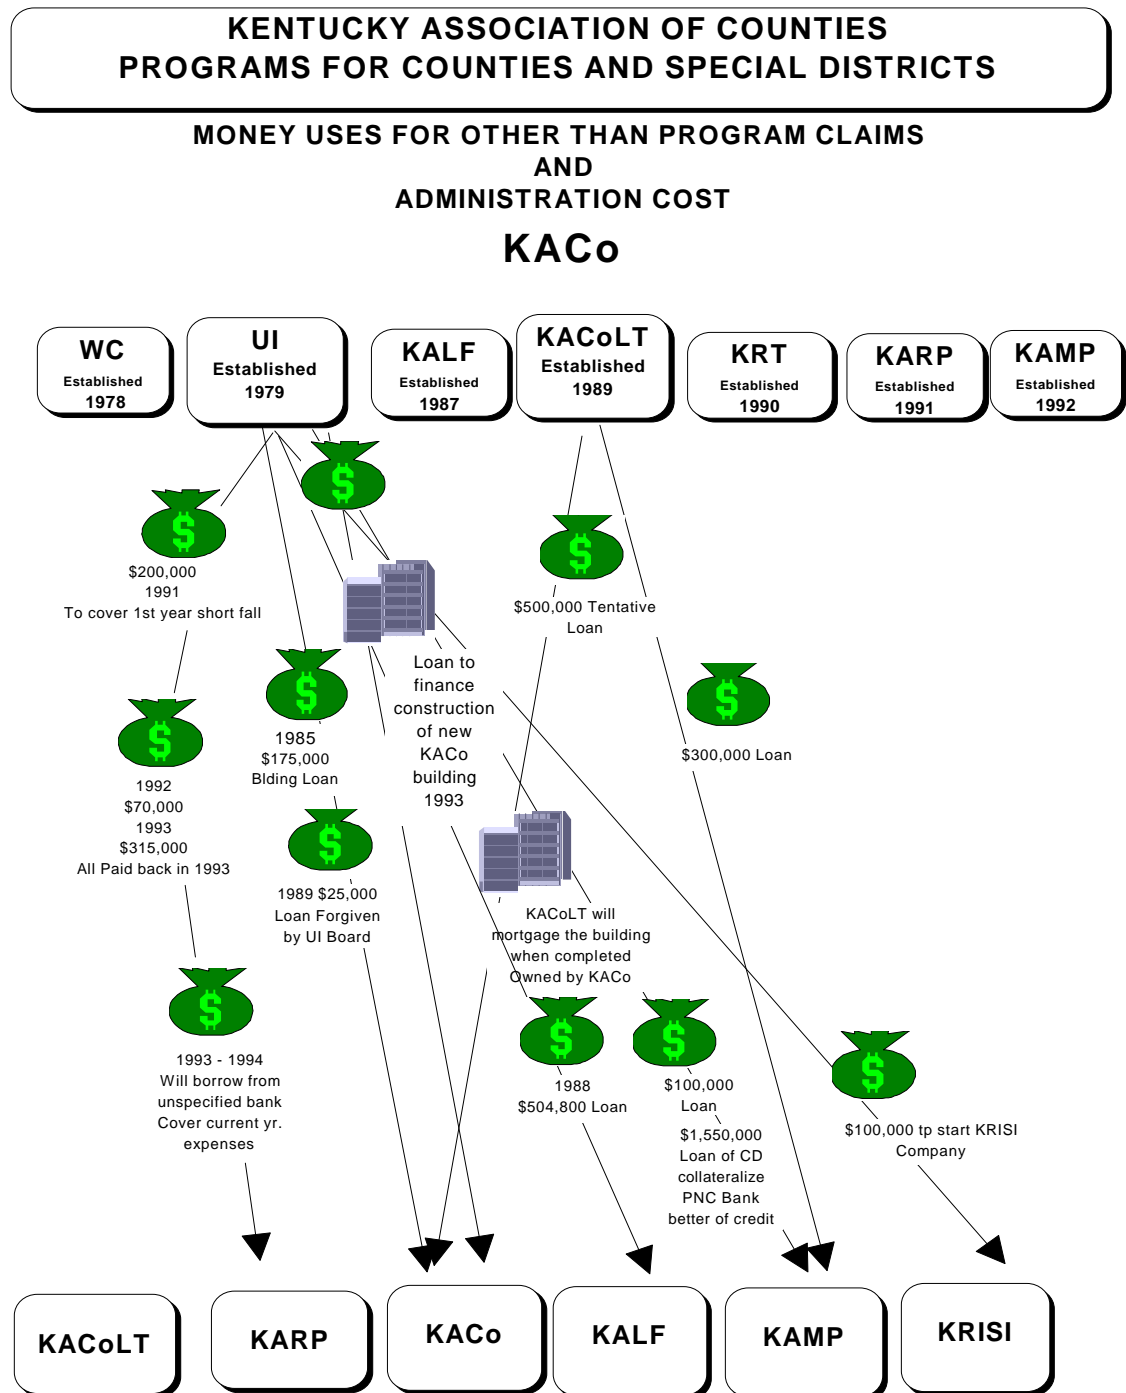 KENTUCKY ASSOCIATION OF COUNTIES
PROGRAMS FOR COUNTIES AND SPECIAL DISTRICTS
MONEY USES FOR OTHER THAN PROGRAM CLAIMS
AND
ADMINISTRATION COST
KACo
WC
Established
1978
UI
Established
1979
KALF
Established
1987
KACoLT
Established
1989
KRT
Established
1990
KARP
Established
1991
KAMP
Established
1992
$
$
$200,000
1991
To cover 1st year short fall
$
$500,000 Tentative
Loan
$
1992
$70,000
1993
$315,000
All Paid back in 1993
$
1985
$175,000
Blding Loan
Loan to
finance
construction
of new
KACo
building
1993
$
$300,000 Loan
$
1989 $25,000
Loan Forgiven
by UI Board
KACoLT will
mortgage the building
when completed
Owned by KACo
$
1993 - 1994
Will borrow from
unspecified bank
Cover current yr.
expenses
$
1988
$504,800 Loan
$
$100,000
Loan
$1,550,000
Loan of CD
collateralize
PNC Bank
better of credit
$
$100,000 tp start KRISI
Company
KACoLT
KARP
KACo
KALF
KAMP
KRISI